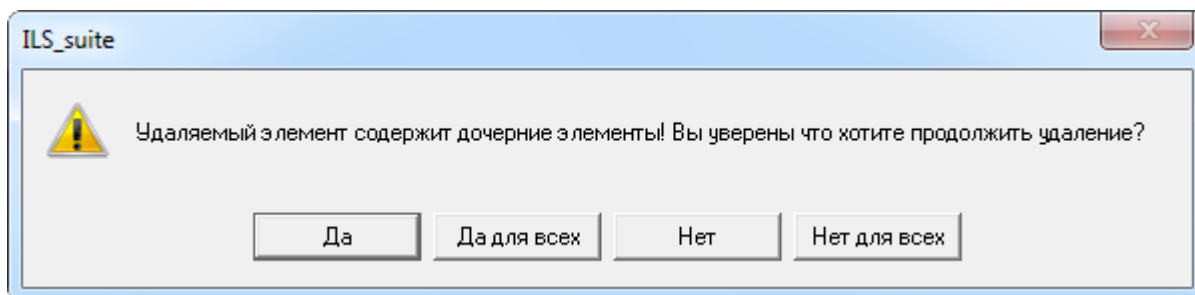 ILS_suite
Удаляемый элемент содержит дочерние элементы! Вы уверены что хотите продолжить удаление?
Да
Да для всех
Нет
Нет для всех